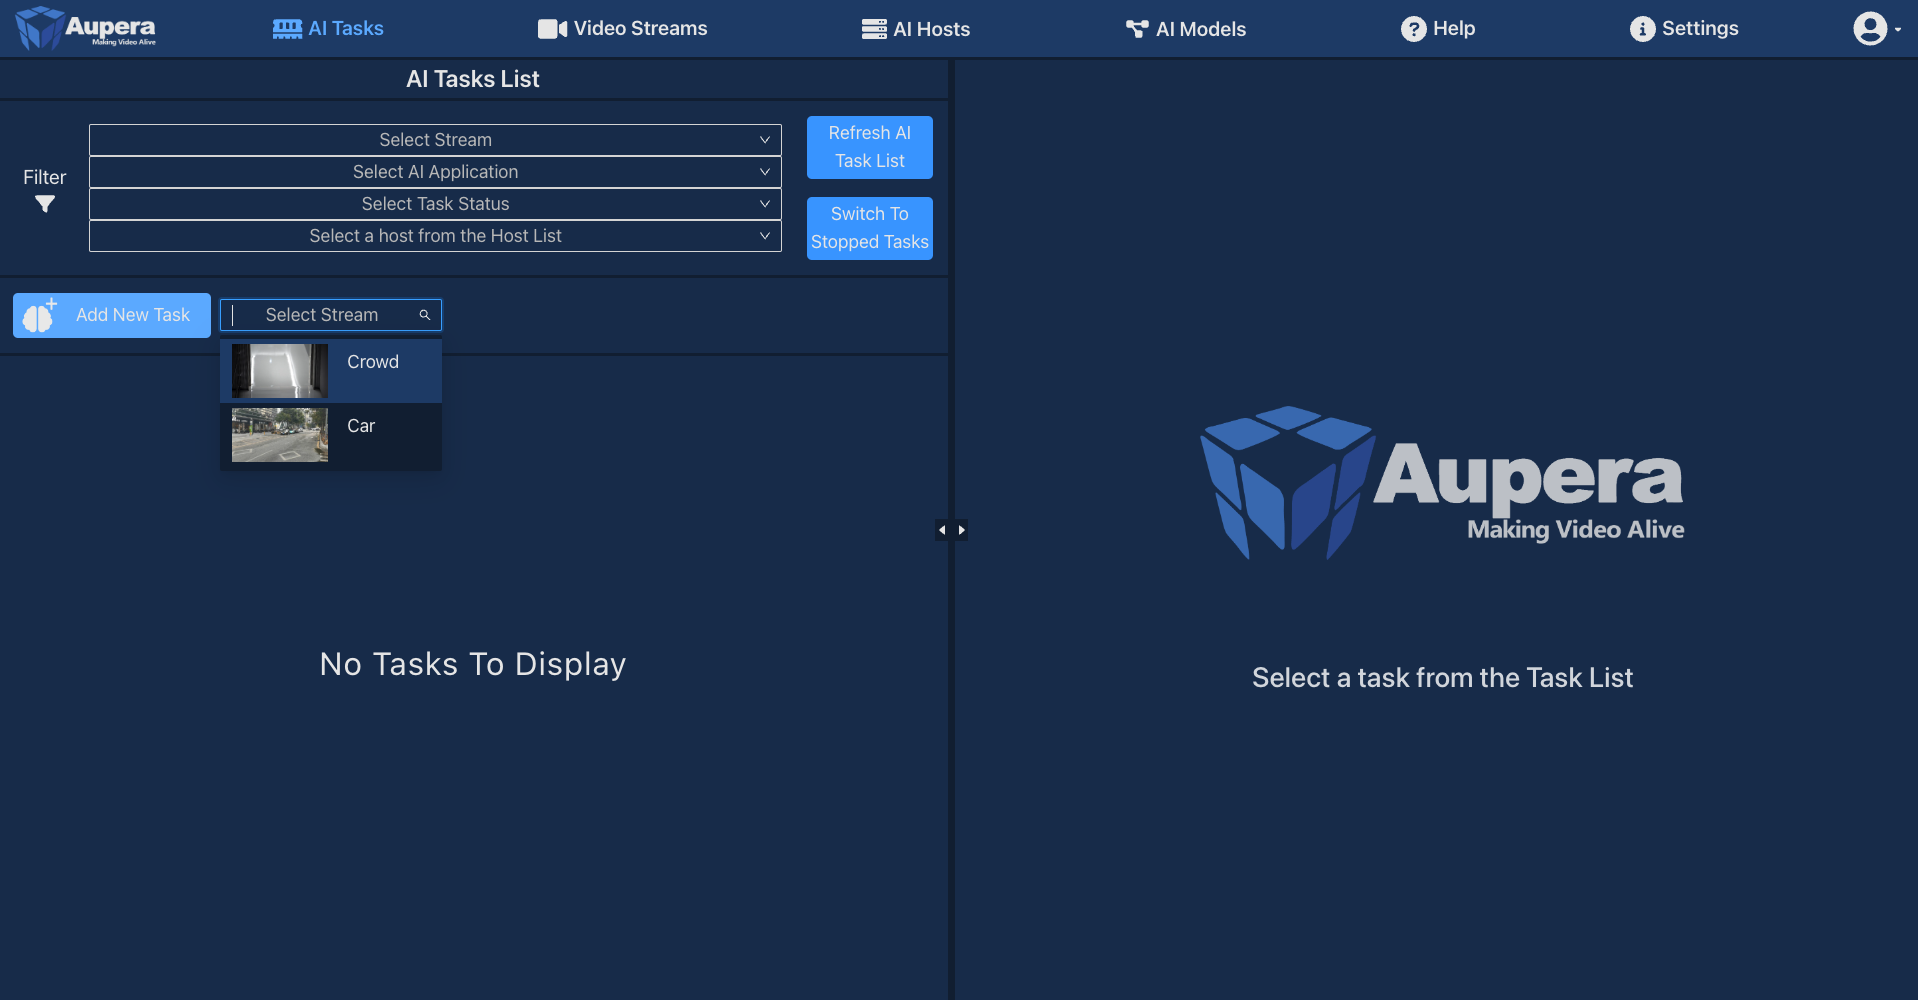 Aupera
Making Video Alive
AI Tasks
Video Streams
AI Hosts
AI Models
Help
Settings
AI Tasks List
Filter
Select Stream
Select AI Application
Select Task Status
Select a host from the Host List
Refresh AI
Task List
Switch To
Stopped Tasks
Add New Task
Select Stream
Crowd
Car
No Tasks To Display
Aupera
Making Video Alive
Select a task from the Task List